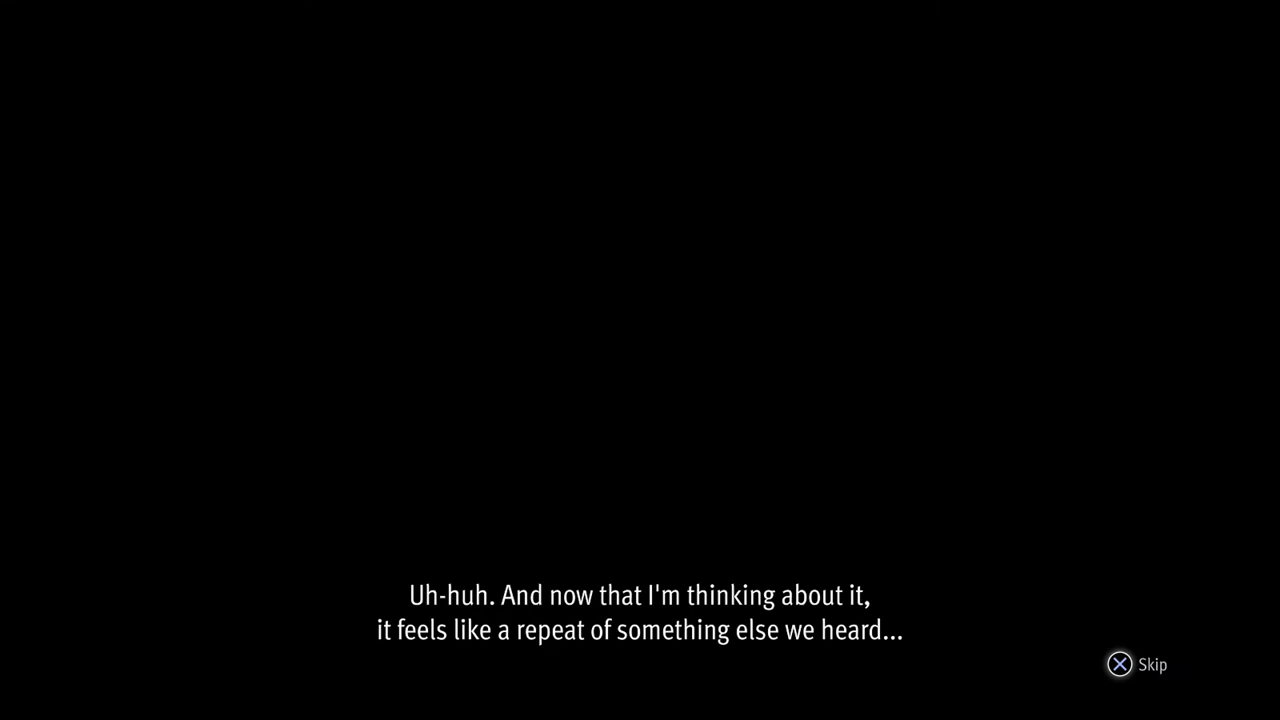 Uh-huh. And now that I'm thinking about it,
it feels like a repeat of something else we heard...
Skip